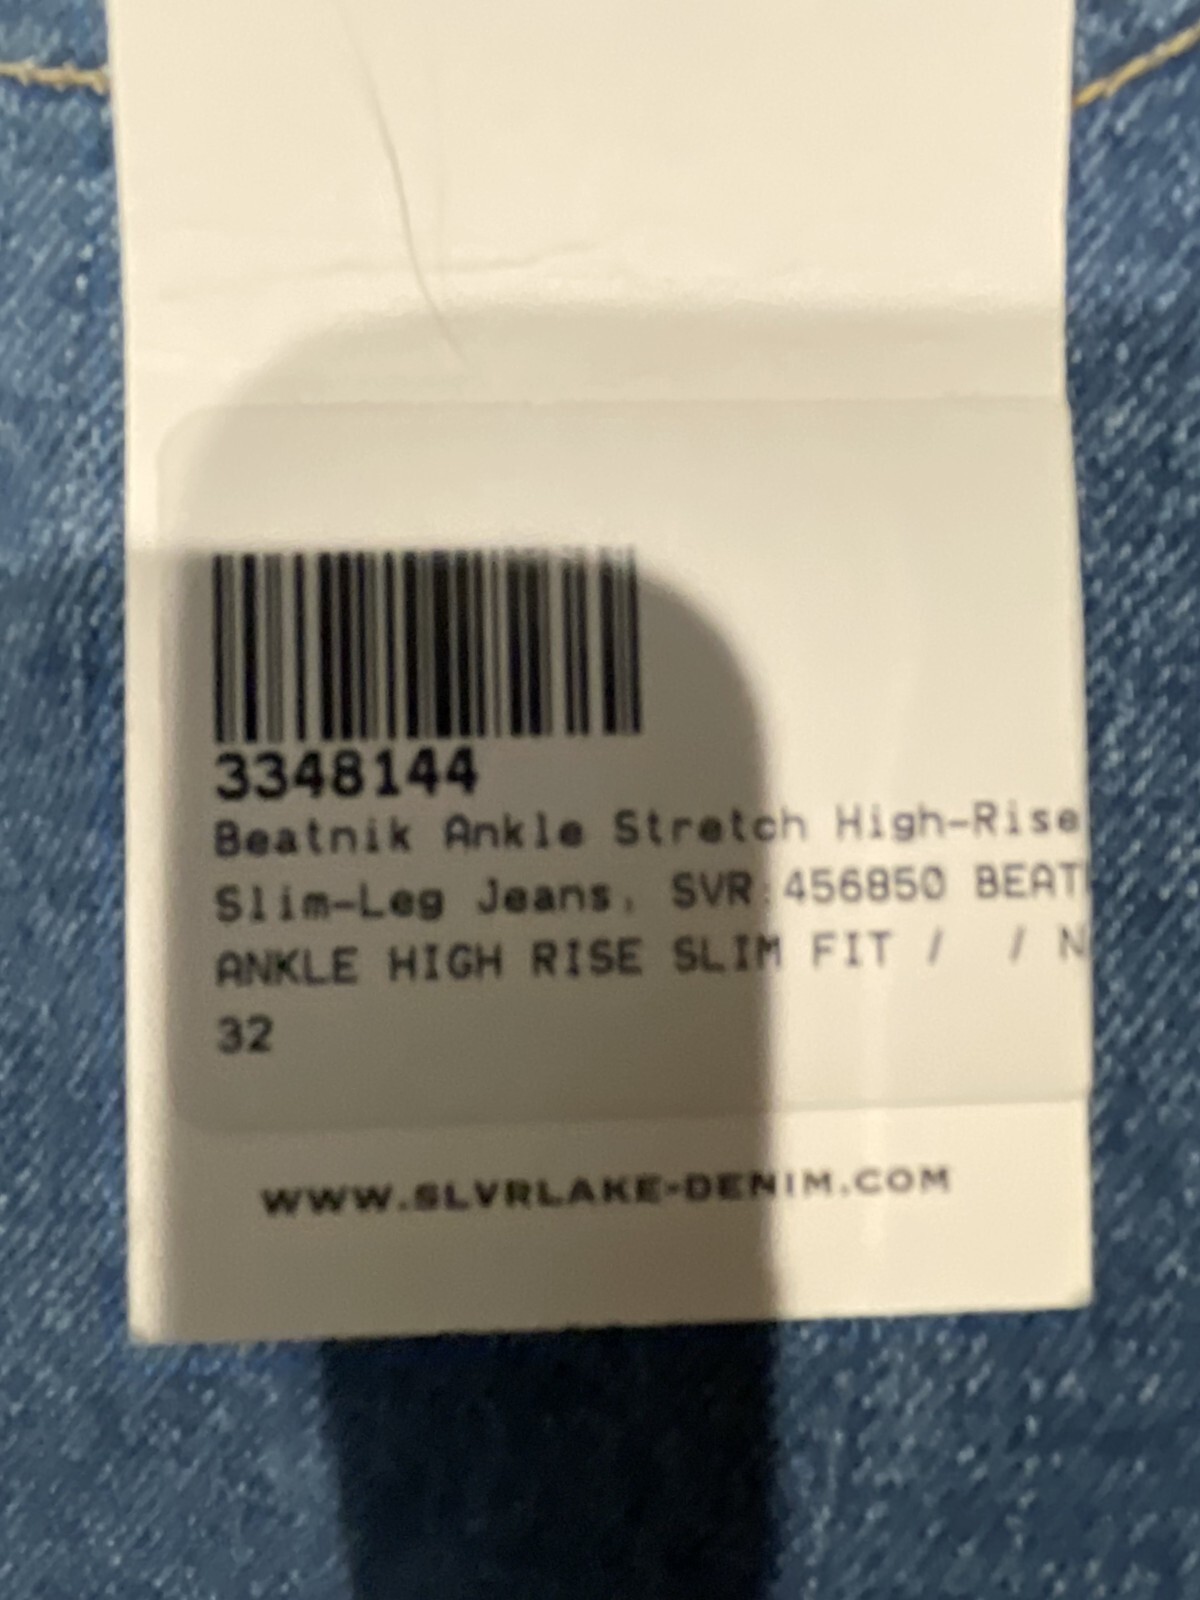 3348144
Beatnik Ankle Stretch High-Rise
Slim-Leg Jeans, SVR 456850 BEAT
ANKLE HIGH RISE SLIM FIT / / N
32
WWW.SLVRLAKE-DENIM.COM